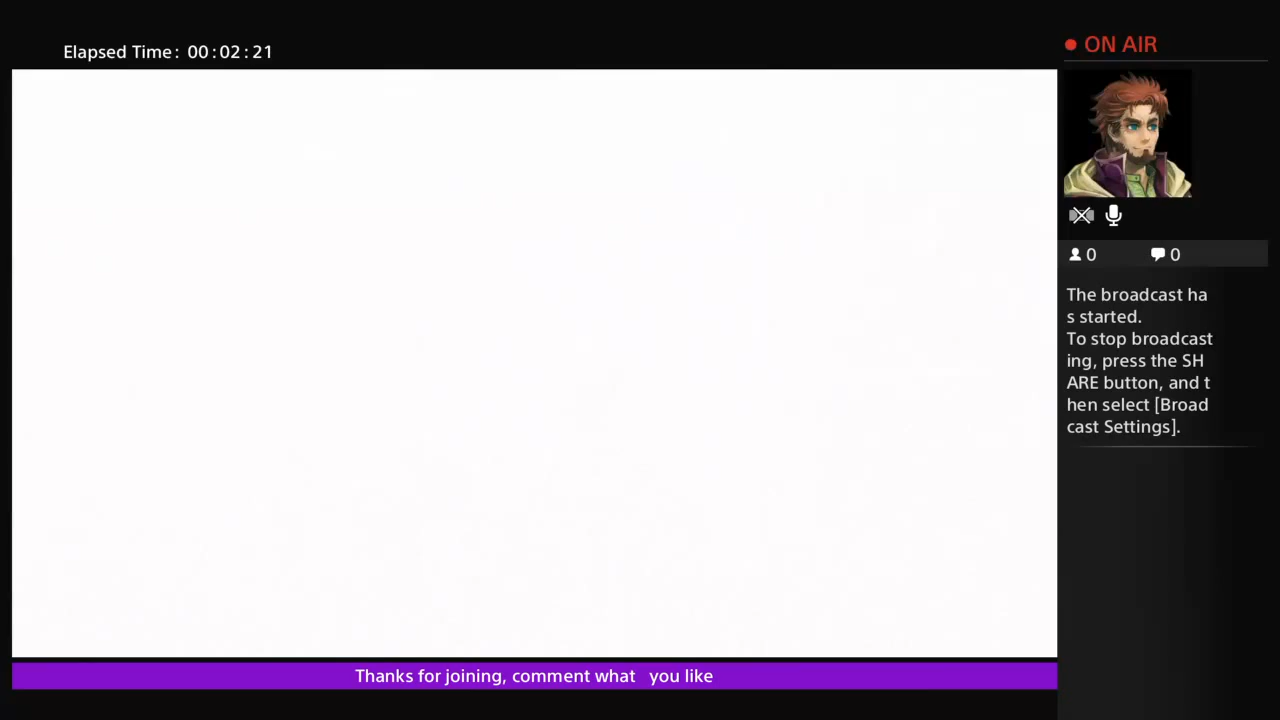 Elapsed Time: 00:02:21
ON AIR
0 0
The broadcast ha
s started.
To stop broadcast
ing, press the SH
ARE button, and t
hen select [Broad
cast Settings].
Thanks for joining, comment what you like